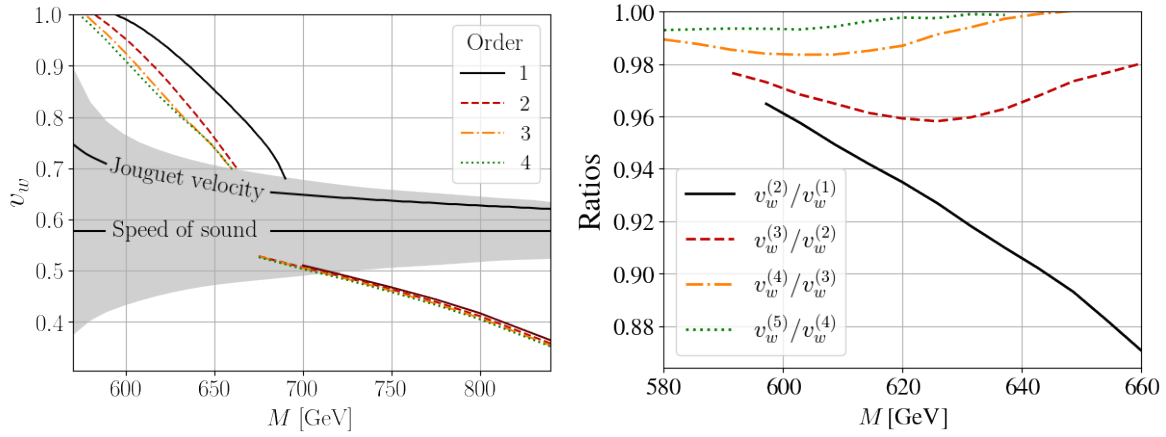 1.0
0.9
0.8
0.7
0.6
0.5
0.4
v_w
600
650
700
750
800
M [GeV]
Order
1
2
3
4
Jouguet velocity
Speed of sound
1.00
0.98
0.96
0.94
0.92
0.90
0.88
Ratios
580
600
620
640
660
M [GeV]
v_w^{(2)}/v_w^{(1)}
v_w^{(3)}/v_w^{(2)}
v_w^{(4)}/v_w^{(3)}
v_w^{(5)}/v_w^{(4)}